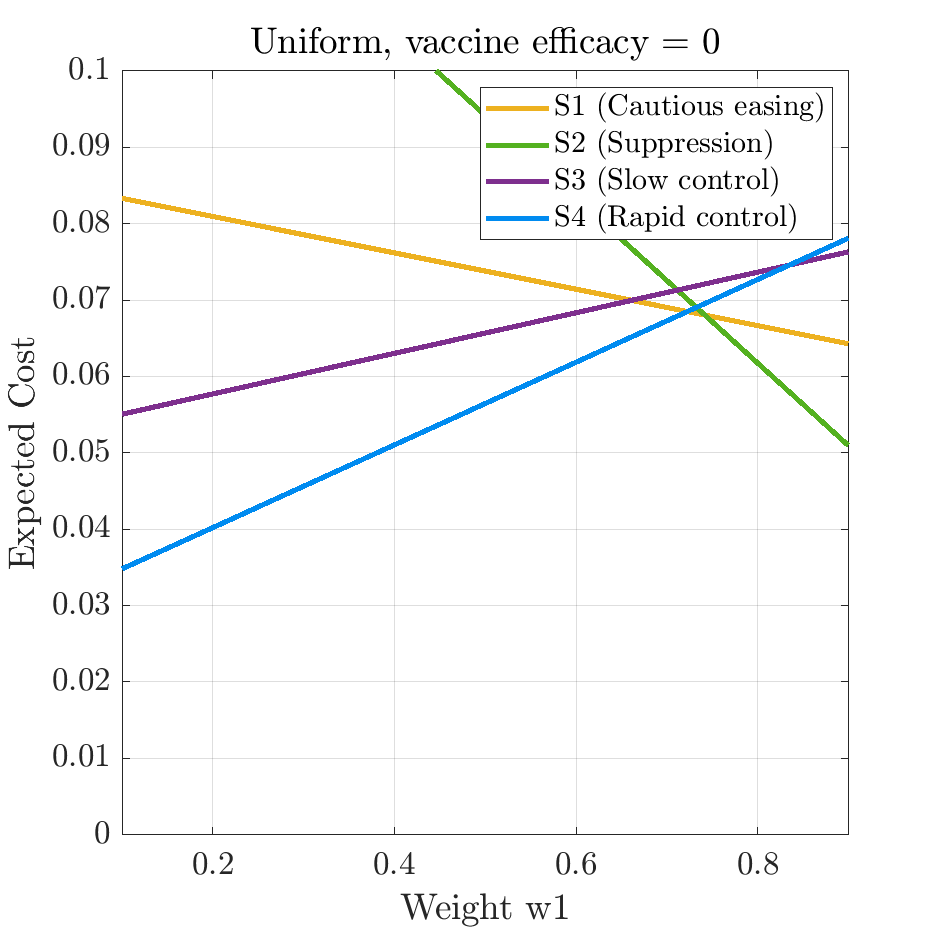 Uniform, vaccine efficacy = 0
0.1
0.09
0.08
0.07
0.06
0.05
0.04
0.03
0.02
0.01
0
Expected Cost
S1 (Cautious easing)
S2 (Suppression)
S3 (Slow control)
S4 (Rapid control)
0.2 0.4 0.6 0.8
Weight w1